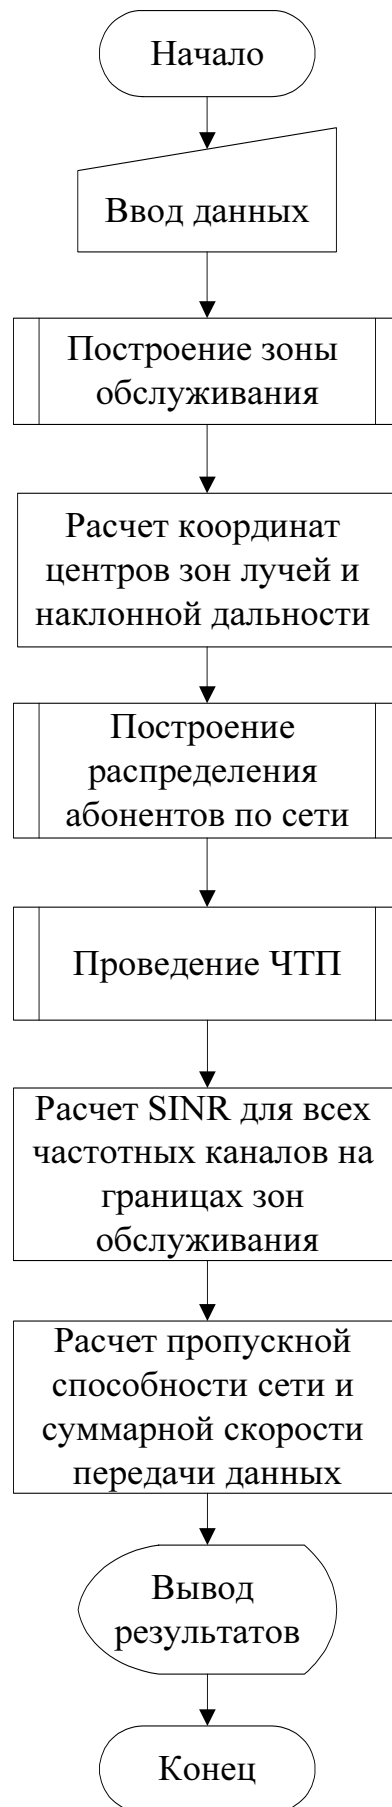 Начало
Ввод данных
Построение зоны
обслуживания
Расчет координат
центров зон лучей и
наклонной дальности
Построение
распределения
абонентов по сети
Проведение ЧТП
Расчет SINR для всех
частотных каналов на
границах зон
обслуживания
Расчет пропускной
способности сети и
суммарной скорости
передачи данных
Вывод
результатов
Конец